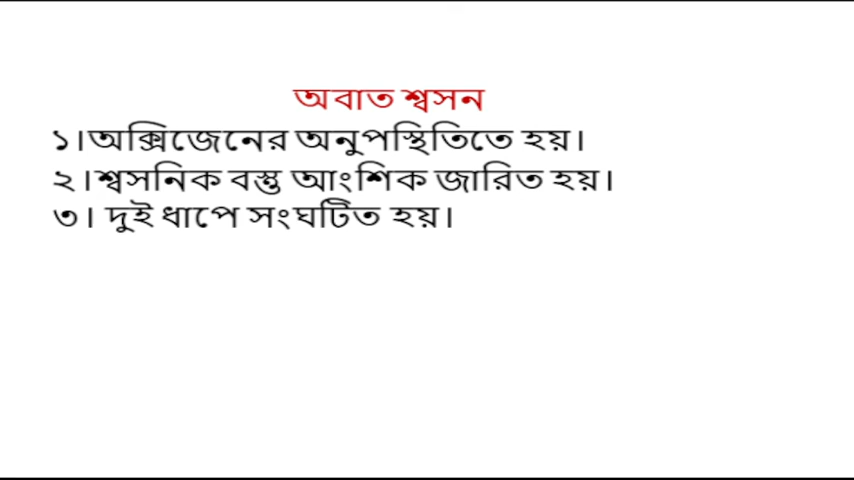 অবাত শ্বসন
১।অক্সিজেনের অনুপস্থিতিতে হয়।
২।শ্বসনিক বস্তু আংশিক জারিত হয়।
৩। দুই ধাপে সংঘটিত হয়।